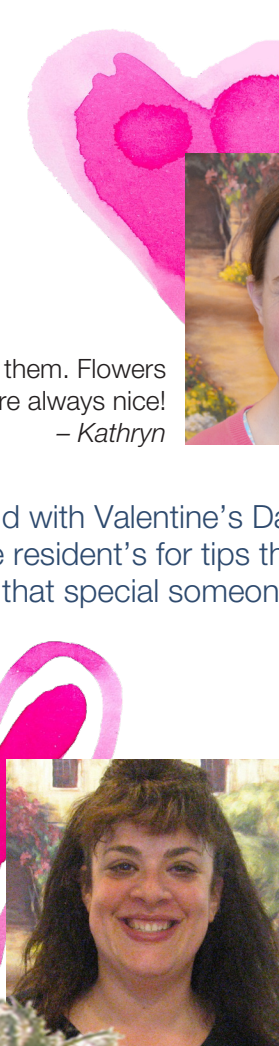 them. Flowers
re always nice!
– Kathryn
d with Valentine's Da
e resident's for tips th
that special someon